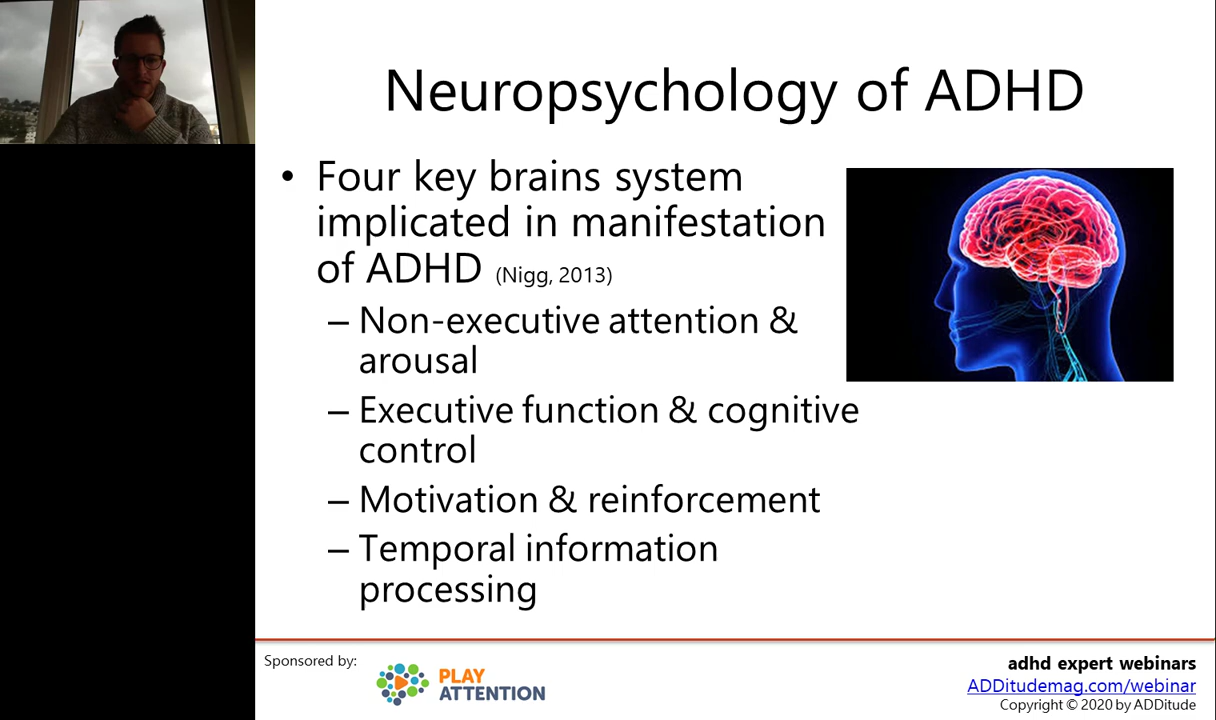 Neuropsychology of ADHD
• Four key brains system
implicated in manifestation
of ADHD (Nigg, 2013)
– Non-executive attention &
arousal
– Executive function & cognitive
control
– Motivation & reinforcement
– Temporal information
processing
Sponsored by:
PLAY
ATTENTION
adhd expert webinars
ADDitudemag.com/webinar
Copyright © 2020 by ADDitude